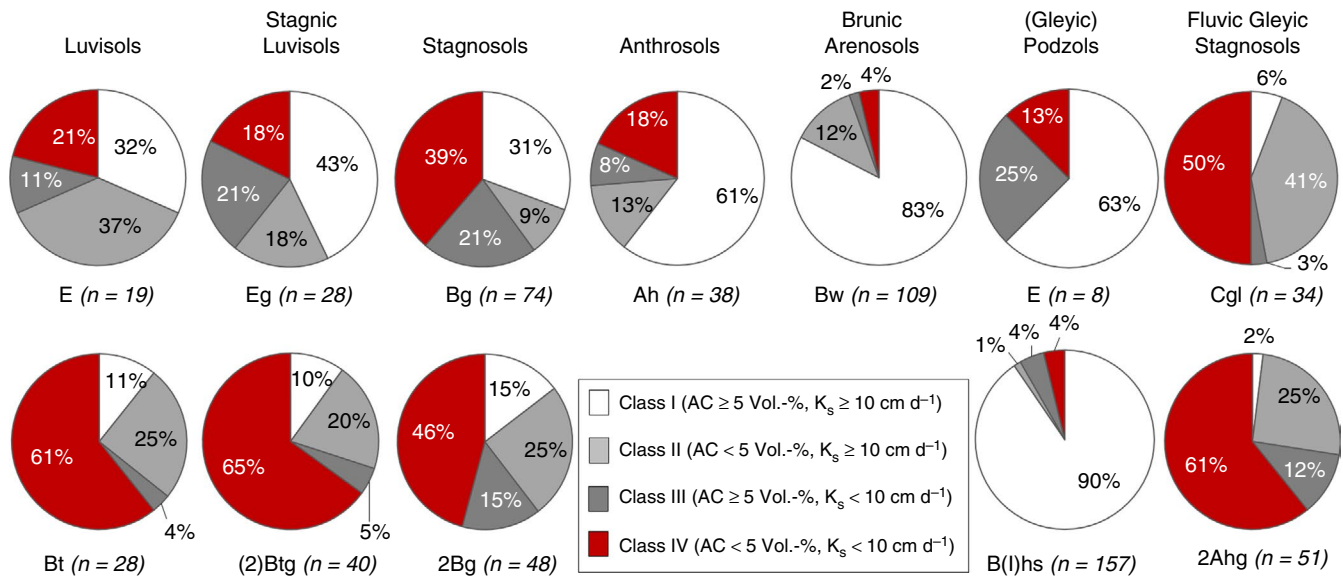 Luvisols
Stagnic
Luvisols
Stagnosols
Anthrosols
Brunic
Arenosols
(Gleyic)
Podzols
Fluvic Gleyic
Stagnosols
21%
32%
11%
37%
E (n = 19)
18%
43%
21%
18%
Eg (n = 28)
39%
31%
9%
21%
Bg (n = 74)
18%
8%
13%
61%
Ah (n = 38)
2%
4%
12%
83%
Bw (n = 109)
13%
25%
63%
E (n = 8)
6%
50%
41%
3%
Cgl (n = 34)
11%
25%
61%
4%
Bt (n = 28)
10%
20%
65%
5%
(2)Btg (n = 40)
15%
46%
25%
15%
2Bg (n = 48)
Class I (AC ≥ 5 Vol.-%, Ks ≥ 10 cm d–1)
Class II (AC < 5 Vol.-%, Ks ≥ 10 cm d–1)
Class III (AC ≥ 5 Vol.-%, Ks < 10 cm d–1)
Class IV (AC < 5 Vol.-%, Ks < 10 cm d–1)
1%
4%
4%
90%
B(l)hs (n = 157)
2%
25%
61%
12%
2Ahg (n = 51)